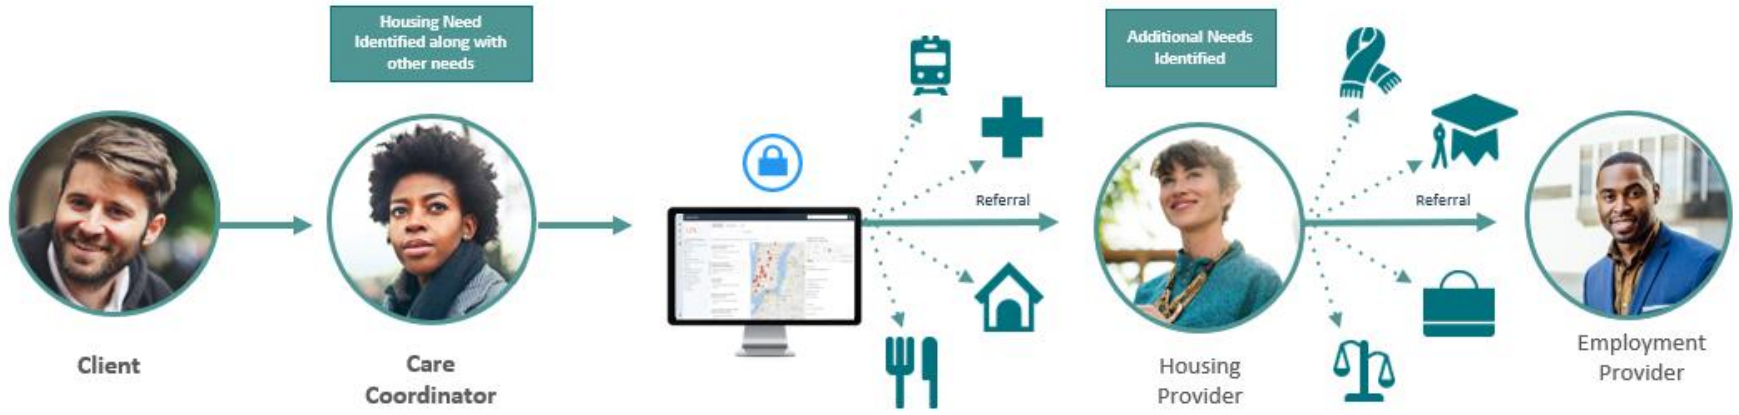 Housing Need
Identified along with
other needs
Additional Needs
Identified
Referral
Referral
Client
Care
Coordinator
Housing
Provider
Employment
Provider